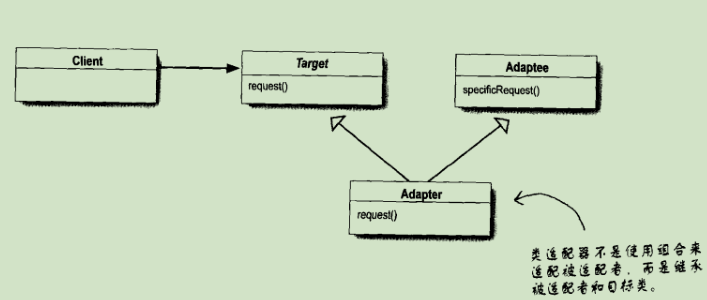 Client
Target
request()
Adaptee
specificRequest()
Adapter
request()
类适配器不是使用组合来
适配被适配者，而是继承
被适配者和目标类。